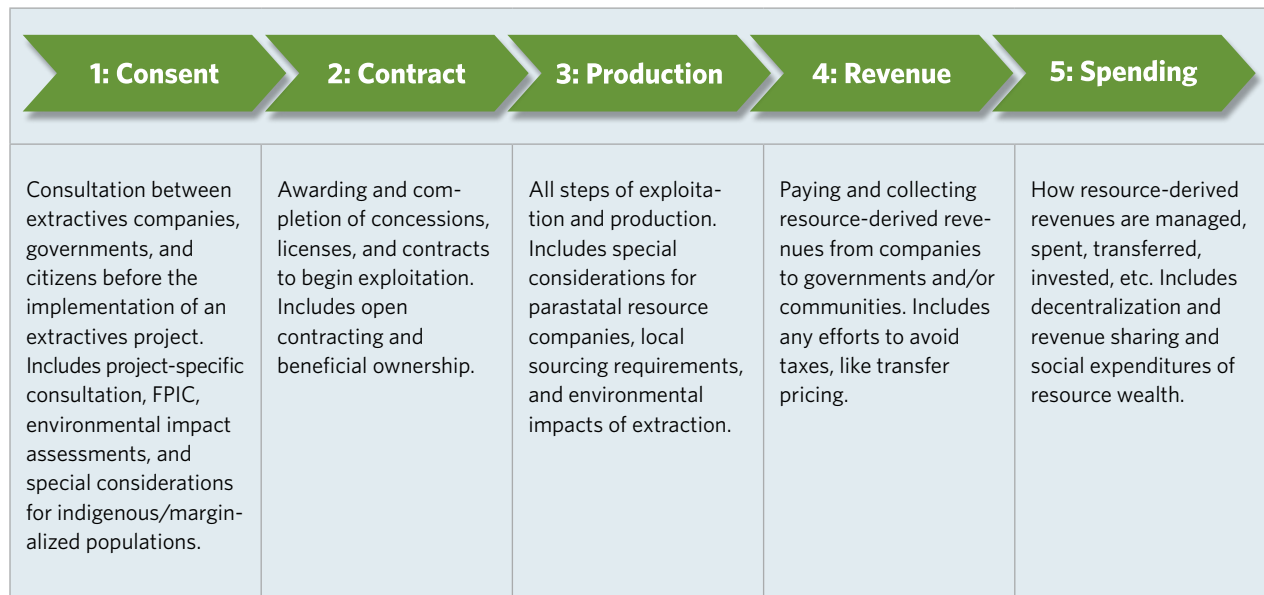 1: Consent
2: Contract
3: Production
4: Revenue
5: Spending
Consultation between
extractives companies,
governments, and
citizens before the
implementation of an
extractives project.
Includes project-specific
consultation, FPIC,
environmental impact
assessments, and
special considerations
for indigenous/margin-
alized populations.
Awarding and com-
pletion of concessions,
licenses, and contracts
to begin exploitation.
Includes open
contracting and
beneficial ownership.
All steps of exploita-
tion and production.
Includes special
considerations for
parastatal resource
companies, local
sourcing requirements,
and environmental
impacts of extraction.
Paying and collecting
resource-derived reve-
nues from companies
to governments and/or
communities. Includes
any efforts to avoid
taxes, like transfer
pricing.
How resource-derived
revenues are managed,
spent, transferred,
invested, etc. Includes
decentralization and
revenue sharing and
social expenditures of
resource wealth.